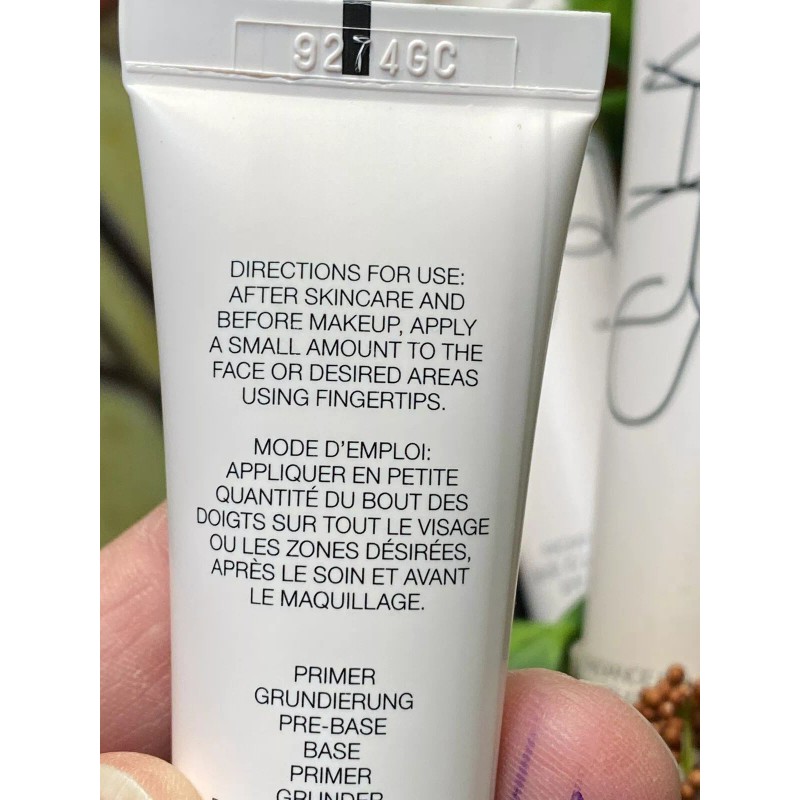 9274GC
DIRECTIONS FOR USE:
AFTER SKINCARE AND
BEFORE MAKEUP, APPLY
A SMALL AMOUNT TO THE
FACE OR DESIRED AREAS
USING FINGERTIPS.
MODE D'EMPLOI:
APPLIQUER EN PETITE
QUANTITÉ DU BOUT DES
DOIGTS SUR TOUT LE VISAGE
OU LES ZONES DÉSIRÉES,
APRÈS LE SOIN ET AVANT
LE MAQUILLAGE.
PRIMER
GRUNDIERUNG
PRE-BASE
BASE
PRIMER
GRUNDER